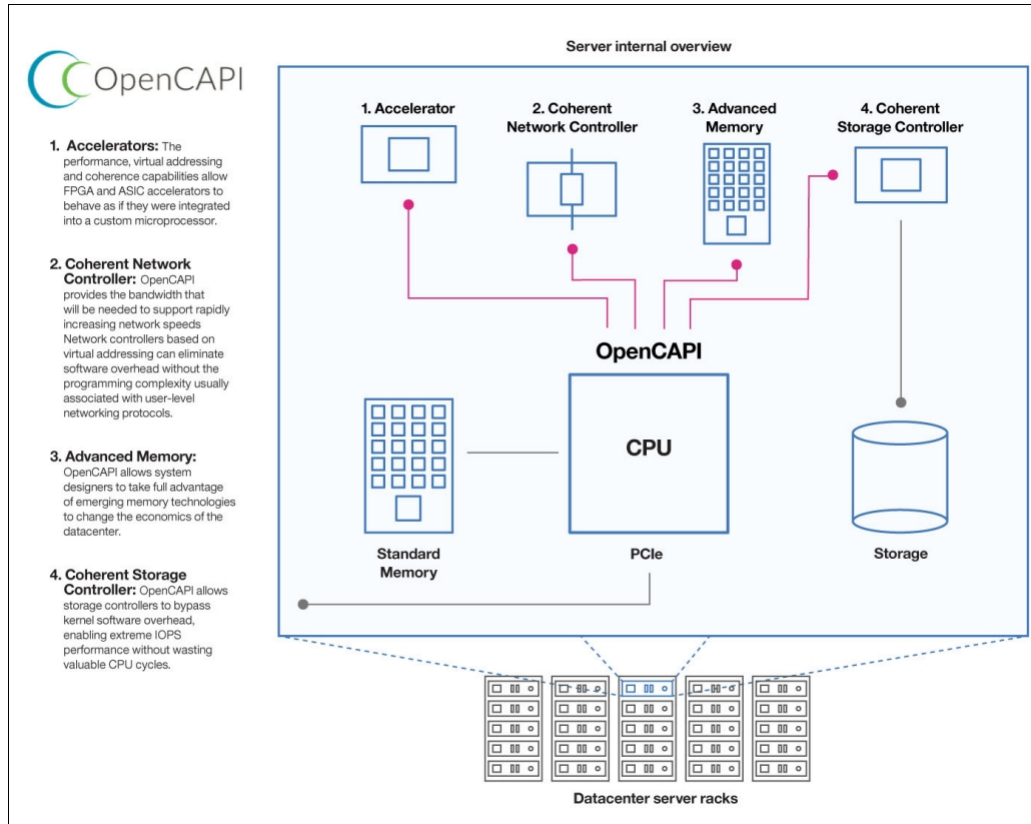 OpenCAPI
1. Accelerators: The
performance, virtual addressing
and coherence capabilities allow
FPGA and ASIC accelerators to
behave as if they were integrated
into a custom microprocessor.
2. Coherent Network
Controller: OpenCAPI
provides the bandwidth that
will be needed to support rapidly
increasing network speeds
Network controllers based on
virtual addressing can eliminate
software overhead without the
programming complexity usually
associated with user-level
networking protocols.
3. Advanced Memory:
OpenCAPI allows system
designers to take full advantage
of emerging memory technologies
to change the economics of the
datacenter.
4. Coherent Storage
Controller: OpenCAPI allows
storage controllers to bypass
kernel software overhead,
enabling extreme IOPS
performance without wasting
valuable CPU cycles.
Server internal overview
1. Accelerator
2. Coherent
Network Controller
3. Advanced
Memory
4. Coherent
Storage Controller
OpenCAPI
CPU
Standard
Memory
PCIe
Storage
Datacenter server racks